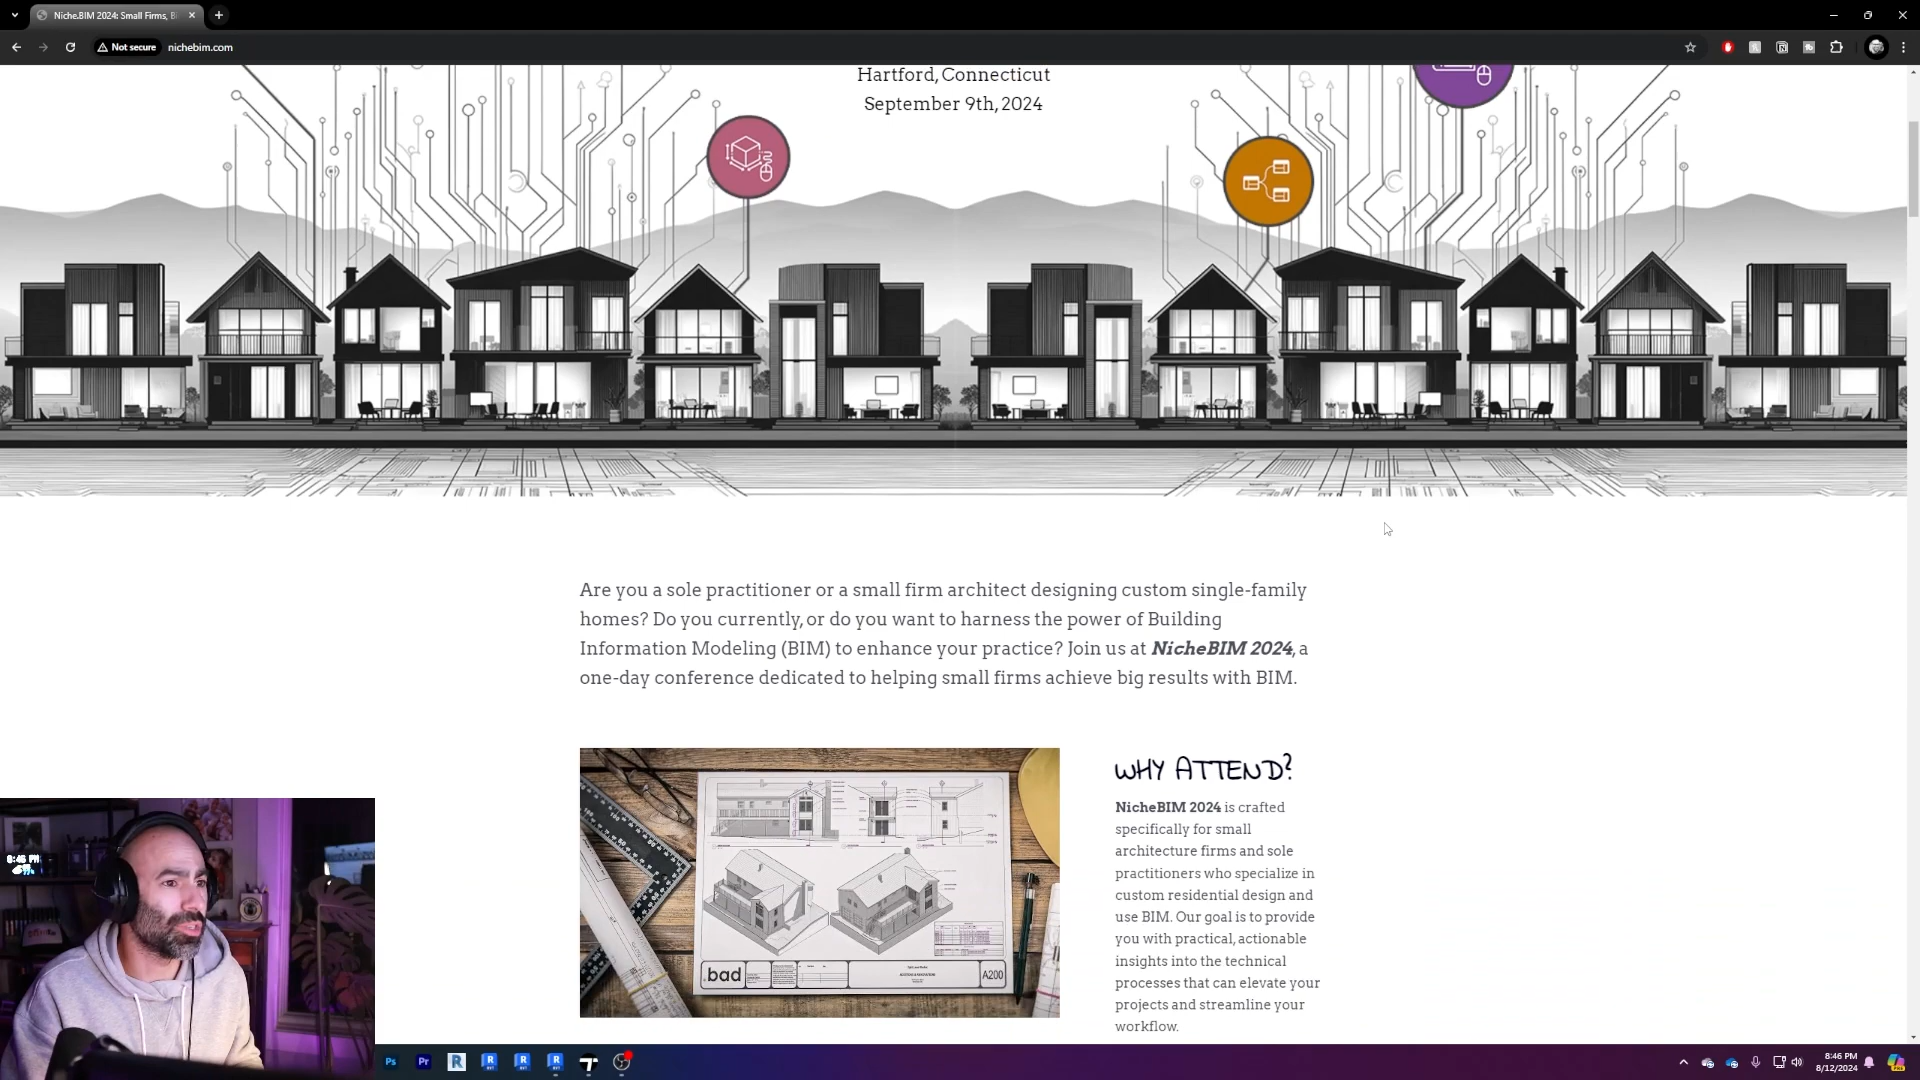 Niche.BIM 2024: Small Firms, Bi
Not secure
nichebim.com
Hartford, Connecticut
September 9th, 2024
Are you a sole practitioner or a small firm architect designing custom single-family
homes? Do you currently, or do you want to harness the power of Building
Information Modeling (BIM) to enhance your practice? Join us at NicheBIM 2024, a
one-day conference dedicated to helping small firms achieve big results with BIM.
WHY ATTEND?
NicheBIM 2024 is crafted
specifically for small
architecture firms and sole
practitioners who specialize in
custom residential design and
use BIM. Our goal is to provide
you with practical, actionable
insights into the technical
processes that can elevate your
projects and streamline your
workflow.
bad
A200
8:46 PM
Ps
Pr
R
R
R
R
8:46 PM
8/12/2024